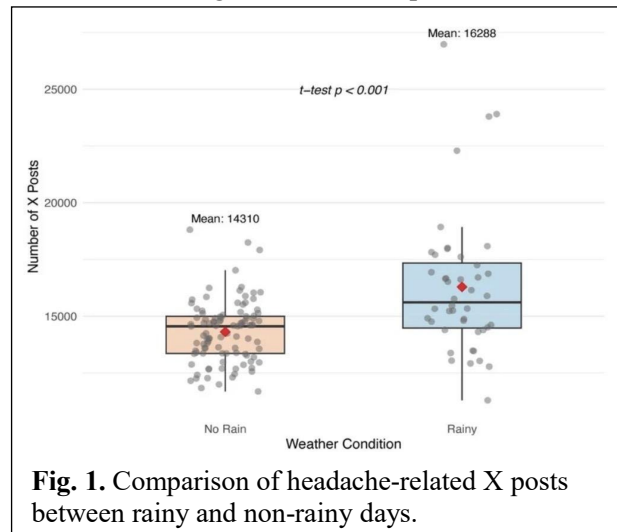 Mean: 16288
25000
t-test p < 0.001
20000
Mean: 14310
Number of X Posts
15000
No Rain
Rainy
Weather Condition
Fig. 1. Comparison of headache-related X posts
between rainy and non-rainy days.